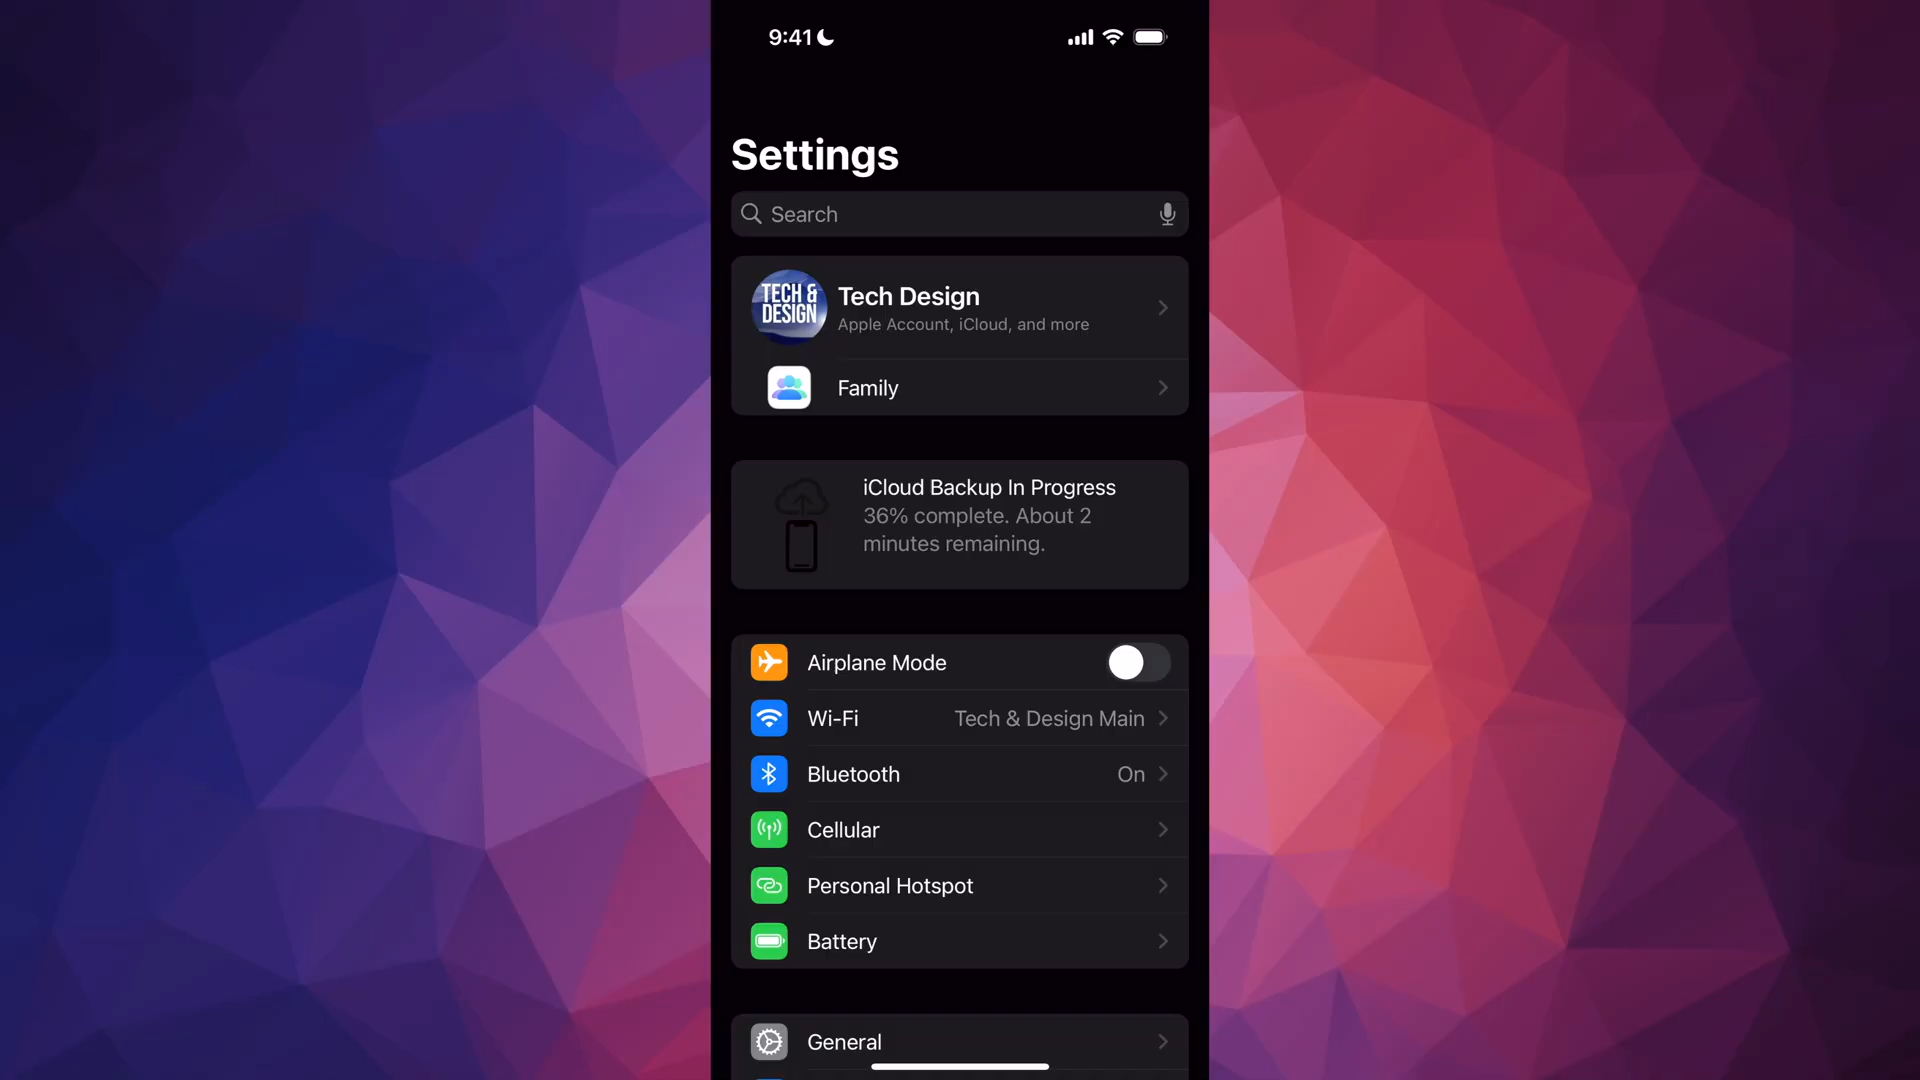 9:41
Settings
Search
TECH &
DESIGN
Tech Design
Apple Account, iCloud, and more
Family
iCloud Backup In Progress
36% complete. About 2
minutes remaining.
Airplane Mode
Wi-Fi Tech & Design Main
Bluetooth On
Cellular
Personal Hotspot
Battery
General